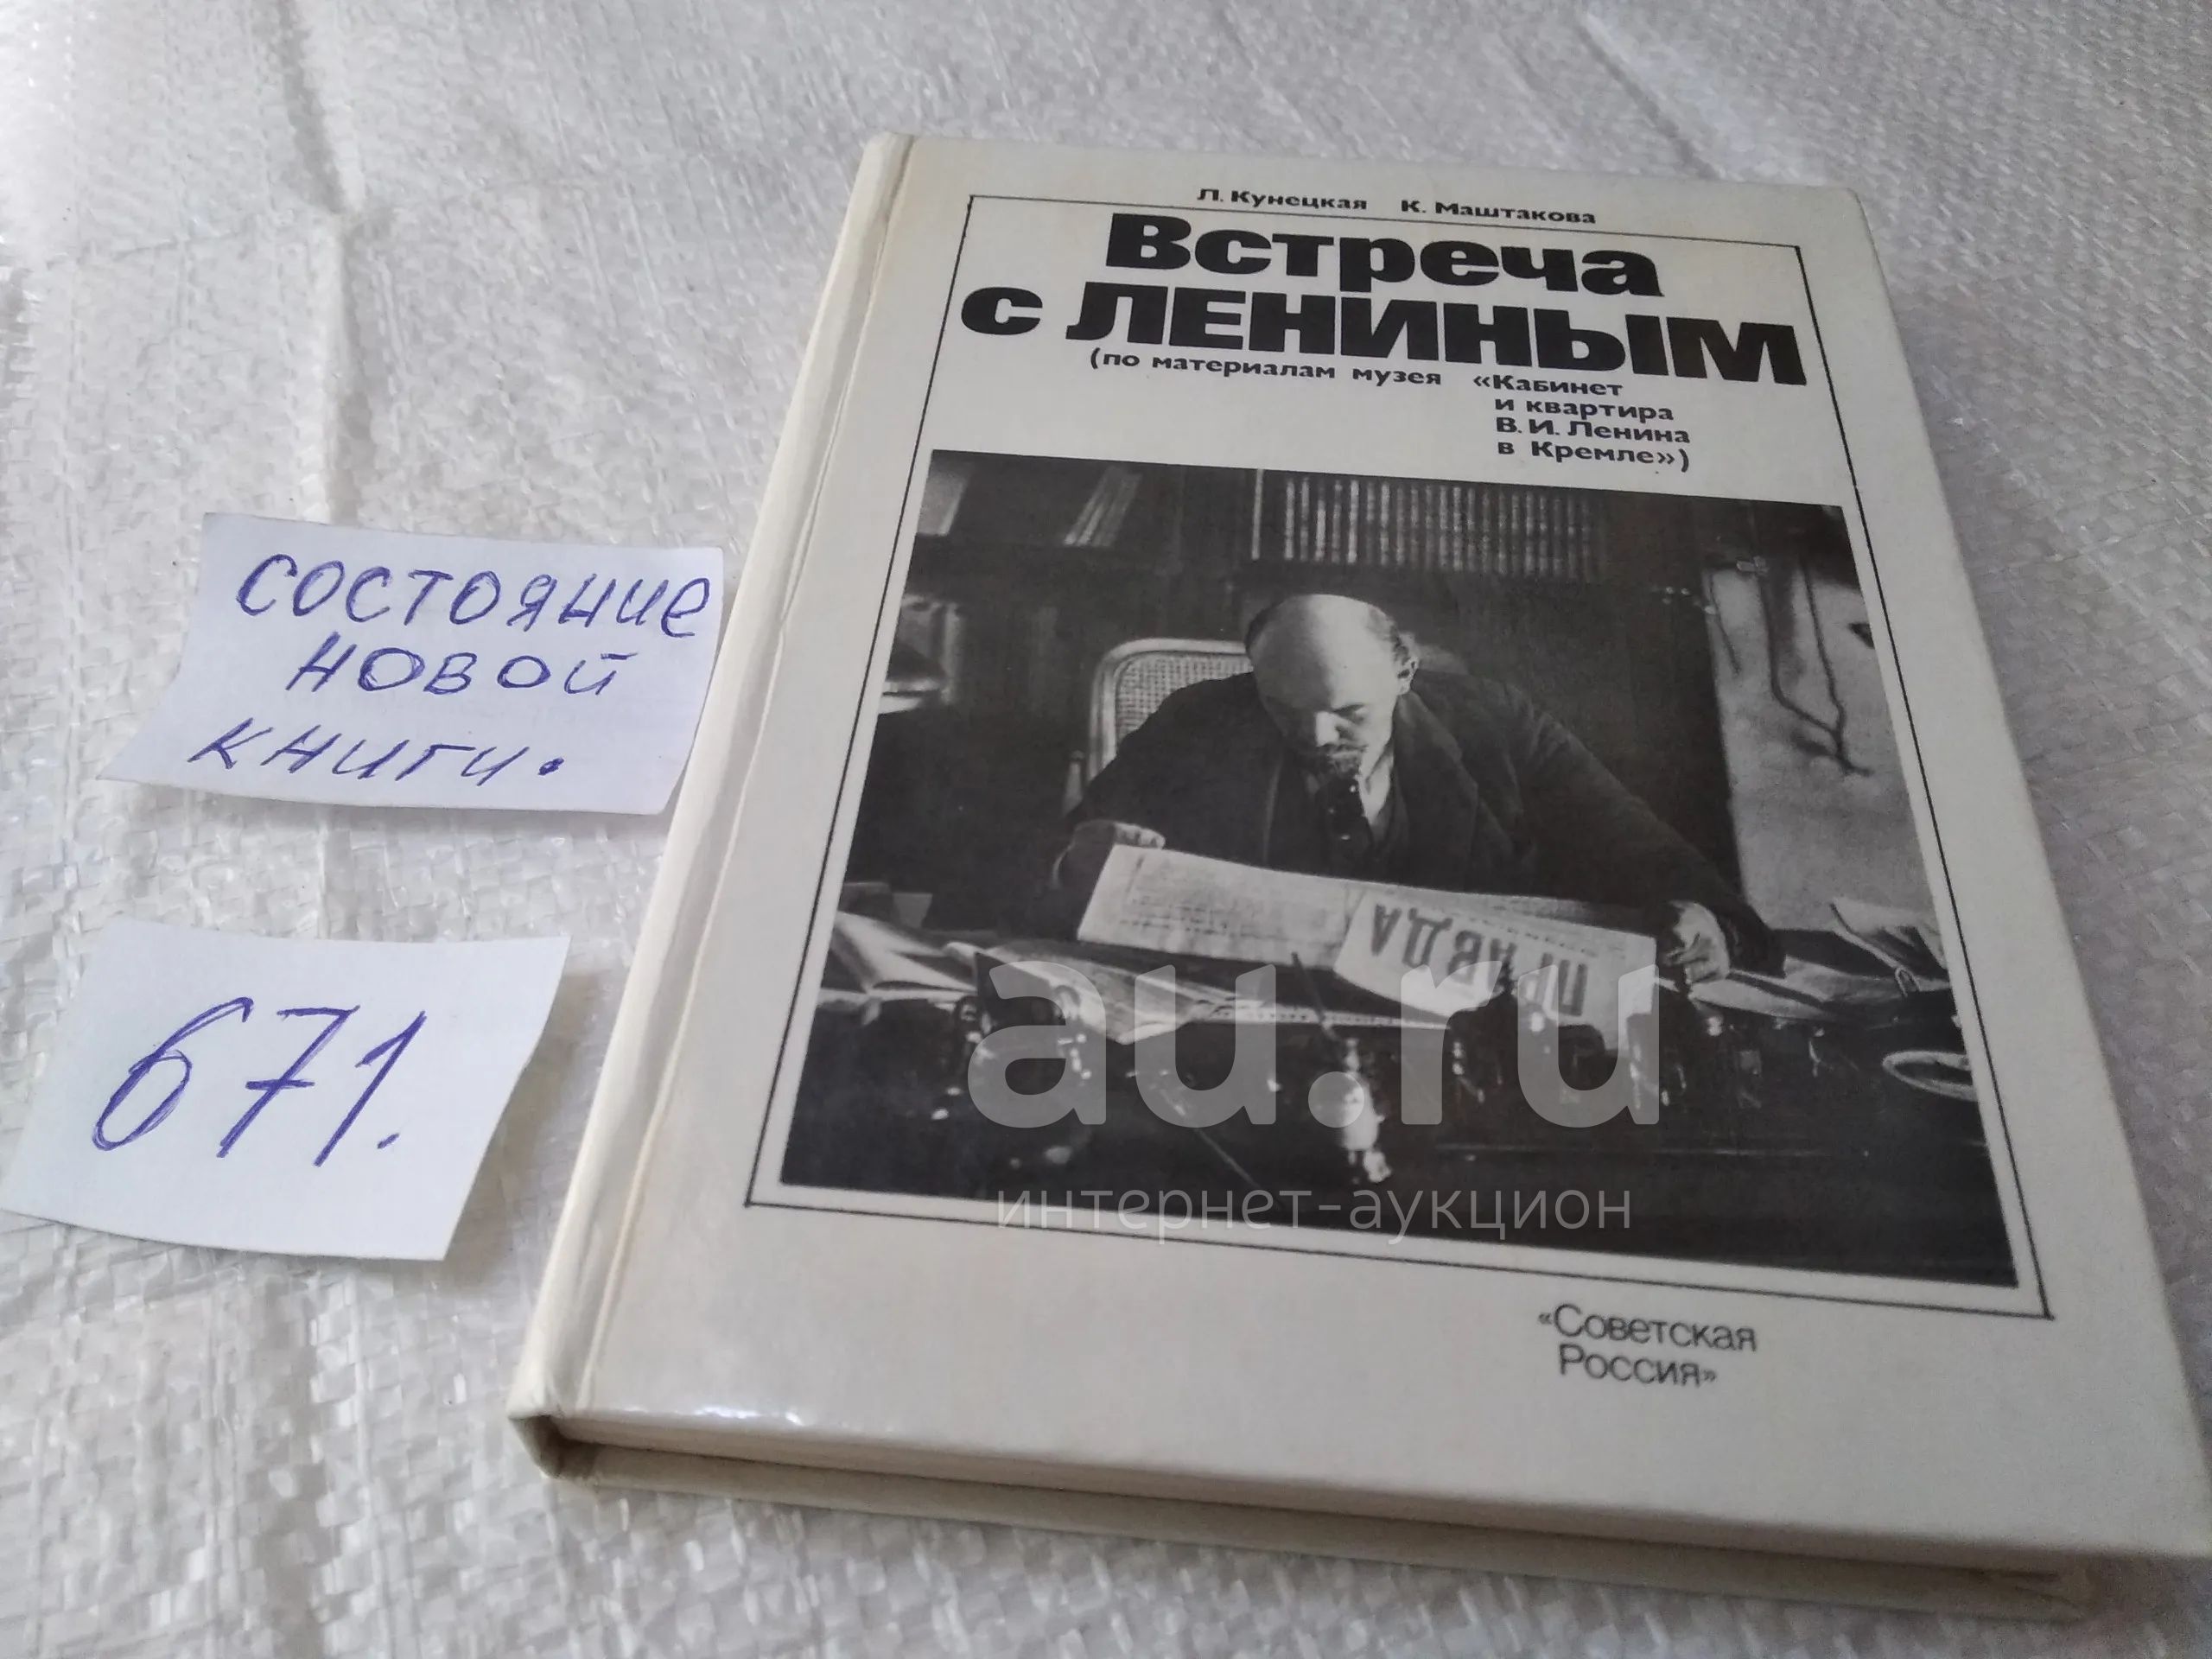 Л. Кунецкая К. Маштакова
Встреча
с ЛЕНИНЫМ
(по материалам музея «Кабинет
и квартира
В. И. Ленина
в Кремле»)
состояние
новой
книги.
ПРАВДА
671.
au.ru
интернет-аукцион
«Советская
Россия»